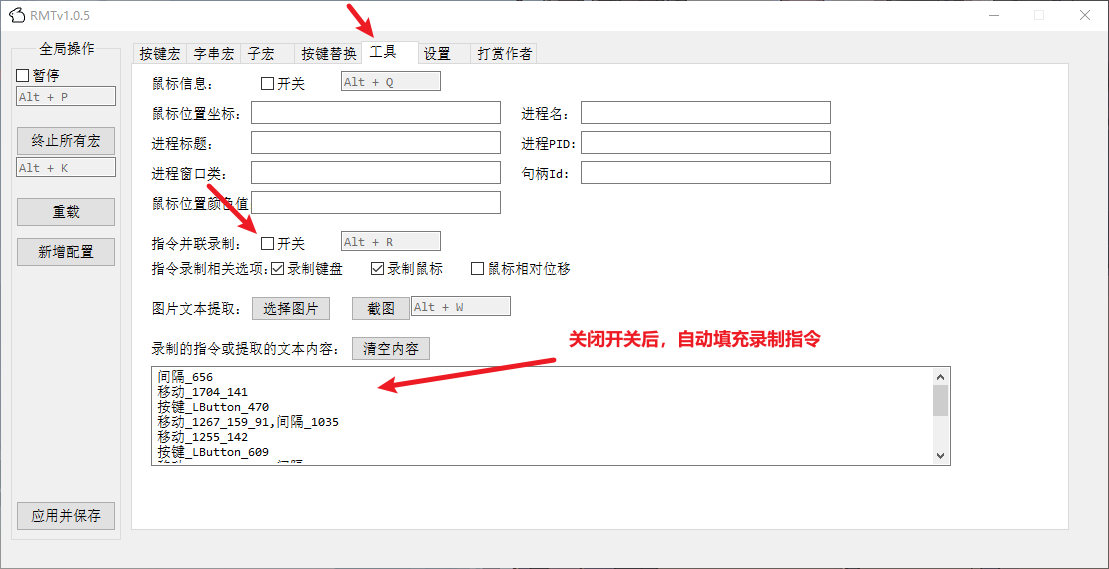 RMTv1.0.5
全局操作
暂停
Alt + P
终止所有宏
Alt + K
重载
新增配置
应用并保存
按键宏 字串宏 子宏 按键替换 工具 设置 打赏作者
鼠标信息: 开关 Alt + Q
鼠标位置坐标: 进程名:
进程标题: 进程PID:
进程窗口类: 句柄Id:
鼠标位置颜色值
指令并联录制: 开关 Alt + R
指令录制相关选项: 录制键盘 录制鼠标 鼠标相对位移
图片文本提取: 选择图片 截图 Alt + W
关闭开关后，自动填充录制指令
录制的指令或提取的文本内容: 清空内容
间隔_656
移动_1704_141
按键_LButton_470
移动_1267_159_91,间隔_1035
移动_1255_142
按键_LButton_609